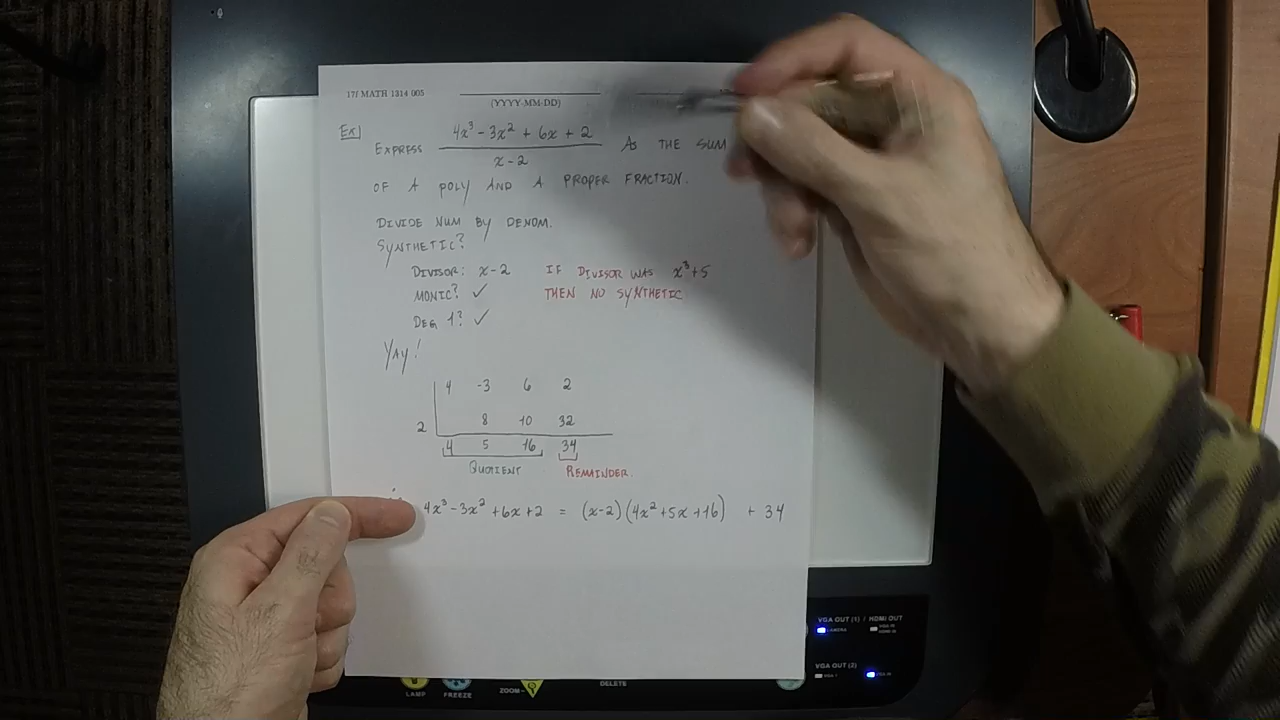 17f MATH 1314 005
(YYYY-MM-DD)
Ex1
EXPRESS 4x³ - 3x² + 6x + 2 / x - 2 AS THE SUM
OF A POLY AND A PROPER FRACTION.
DIVIDE NUM BY DENOM.
SYNTHETIC?
DIVISOR: x-2 IF DIVISOR WAS x³+5
MONIC? ✓ THEN NO SYNTHETIC
DEG 1? ✓
YAY!
4 -3 6 2
8 10 32
2
4 5 16 34
QUOTIENT REMAINDER.
4x³ - 3x² + 6x + 2 = (x-2)(4x² + 5x + 16) + 34
VGA OUT (1) / HDMI OUT
VGA OUT (2)
LAMP FREEZE ZOOM DELETE